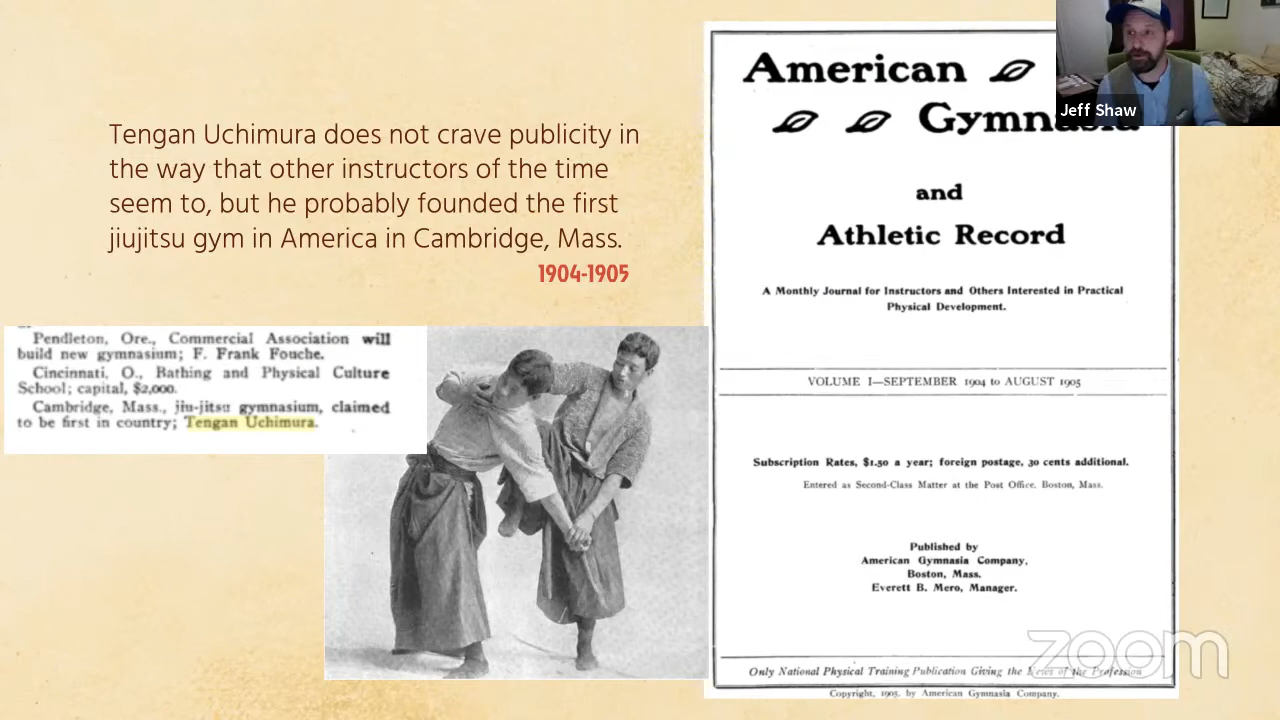 Tengan Uchimura does not crave publicity in
the way that other instructors of the time
seem to, but he probably founded the first
jiujitsu gym in America in Cambridge, Mass.
1904-1905
Pendleton, Ore., Commercial Association will
build new gymnasium; F. Frank Fouche.
Cincinnati, O., Bathing and Physical Culture
School; capital, $2,000.
Cambridge, Mass., jiu-jitsu gymnasium, claimed
to be first in country; Tengan Uchimura.
American
Gymnasia
and
Athletic Record
A Monthly Journal for Instructors and Others Interested in Practical
Physical Development.
VOLUME I—SEPTEMBER 1904 to AUGUST 1905
Subscription Rates, $1.50 a year; foreign postage, 30 cents additional.
Entered as Second-Class Matter at the Post Office. Boston, Mass.
Published by
American Gymnasia Company,
Boston, Mass.
Everett B. Mero, Manager.
Only National Physical Training Publication Giving the News of the Profession
Copyright, 1905, by American Gymnasia Company.
Jeff Shaw
zoom